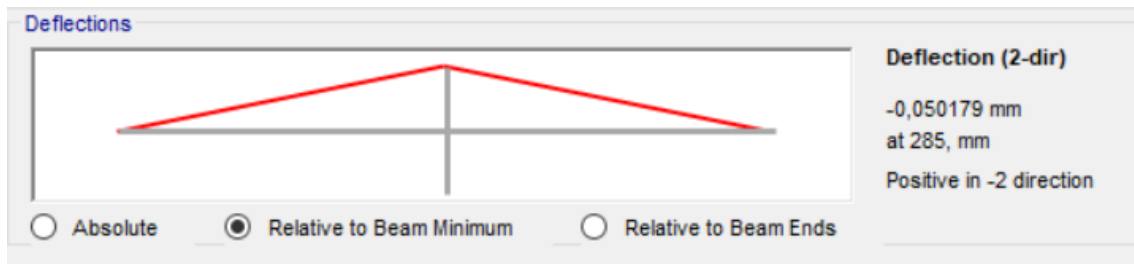 Deflections
Deflection (2-dir)
-0,050179 mm
at 285, mm
Positive in -2 direction
Absolute
Relative to Beam Minimum
Relative to Beam Ends